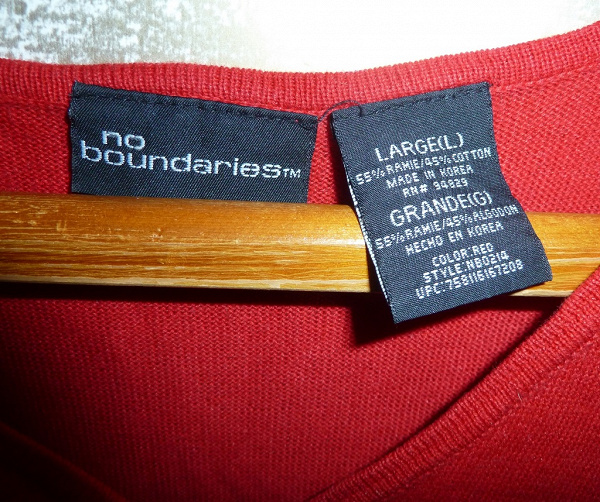 no
boundaries™
LARGE(L)
55% RAMIE/45% COTTON
MADE IN KOREA
RN# 94829
GRANDE(G)
55% RAMIE/45% ALGODON
HECHO EN KOREA
COLOR:RED
STYLE:NB0214
UPC:758116167208